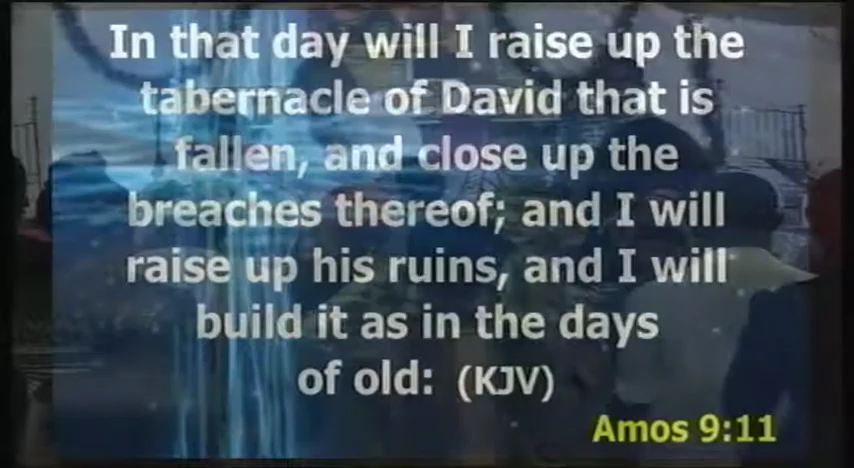 In that day will I raise up the
tabernacle of David that is
fallen, and close up the
breaches thereof; and I will
raise up his ruins, and I will
build it as in the days
of old: (KJV)
Amos 9:11